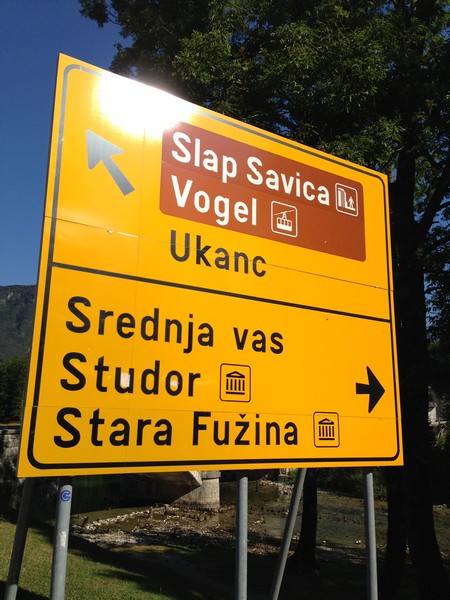 Slap Savica
Vogel
Ukanc
Srednja vas
Studor
Stara Fužina